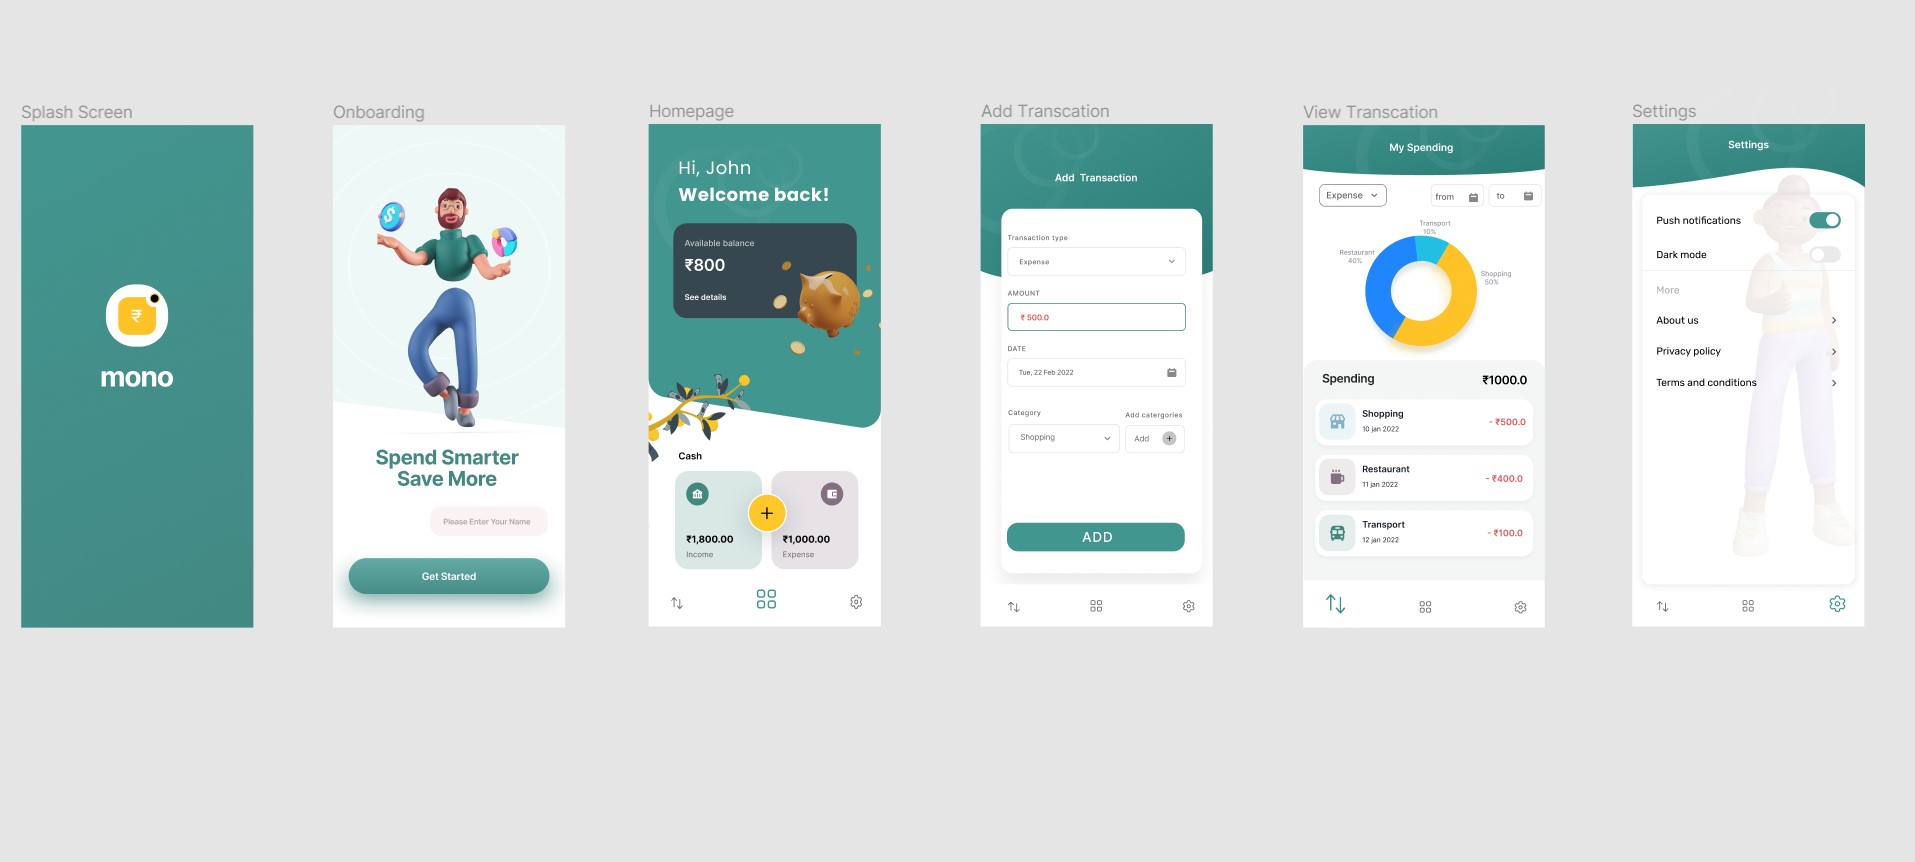 Splash Screen
₹
mono
Onboarding
$
Spend Smarter
Save More
Please Enter Your Name
Get Started
Homepage
Hi, John
Welcome back!
Available balance
₹800
See details
Cash
+
₹1,800.00
Income
₹1,000.00
Expense
Add Transcation
Add Transaction
Transaction type
Expense
AMOUNT
₹ 500.0
DATE
Tue, 22 Feb 2022
Category
Add catergories
Shopping
Add +
ADD
View Transcation
My Spending
Expense
from
to
Transport
10%
Restaurant
40%
Shopping
50%
Spending
₹1000.0
Shopping
10 jan 2022
- ₹500.0
Restaurant
11 jan 2022
- ₹400.0
Transport
12 jan 2022
- ₹100.0
Settings
Settings
Push notifications
Dark mode
More
About us
Privacy policy
Terms and conditions